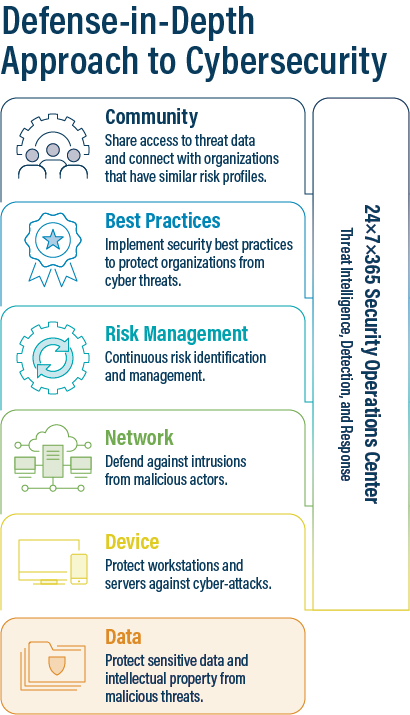 Defense-in-Depth
Approach to Cybersecurity
Community
Share access to threat data
and connect with organizations
that have similar risk profiles.
Best Practices
Implement security best practices
to protect organizations from
cyber threats.
Risk Management
Continuous risk identification
and management.
Network
Defend against intrusions
from malicious actors.
Device
Protect workstations and
servers against cyber-attacks.
Data
Protect sensitive data and
intellectual property from
malicious threats.
24×7×365 Security Operations Center
Threat Intelligence, Detection, and Response